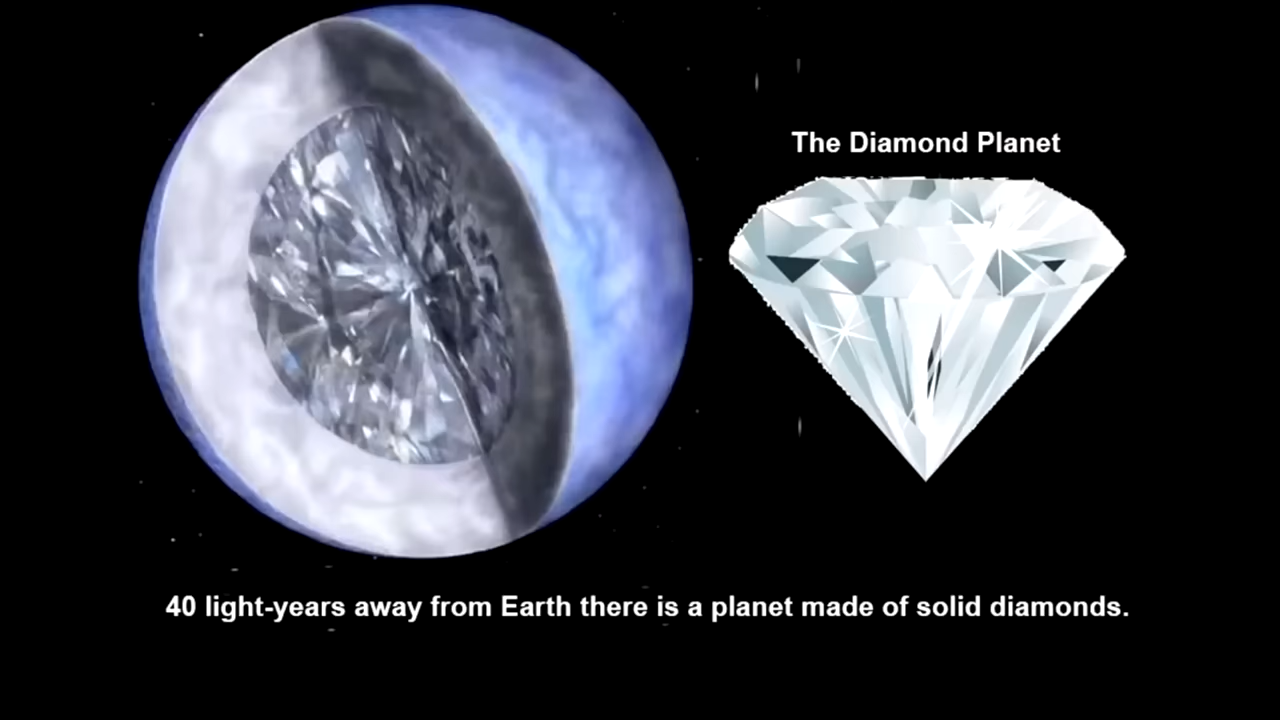 The Diamond Planet
40 light-years away from Earth there is a planet made of solid diamonds.